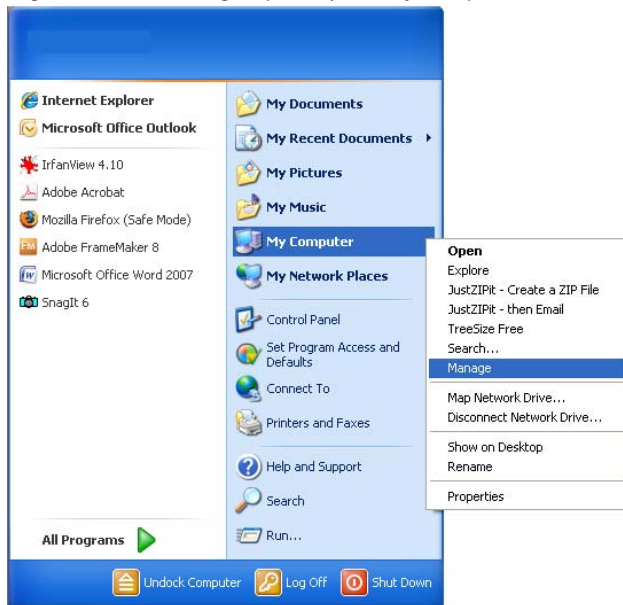 Internet Explorer
Microsoft Office Outlook
IrfanView 4.10
Adobe Acrobat
Mozilla Firefox (Safe Mode)
Adobe FrameMaker 8
Microsoft Office Word 2007
SnagIt 6
All Programs
My Documents
My Recent Documents
My Pictures
My Music
My Computer
My Network Places
Control Panel
Set Program Access and
Defaults
Connect To
Printers and Faxes
Help and Support
Search
Run...
Open
Explore
JustZIPit - Create a ZIP File
JustZIPit - then Email
TreeSize Free
Search...
Manage
Map Network Drive...
Disconnect Network Drive...
Show on Desktop
Rename
Properties
Undock Computer
Log Off
Shut Down